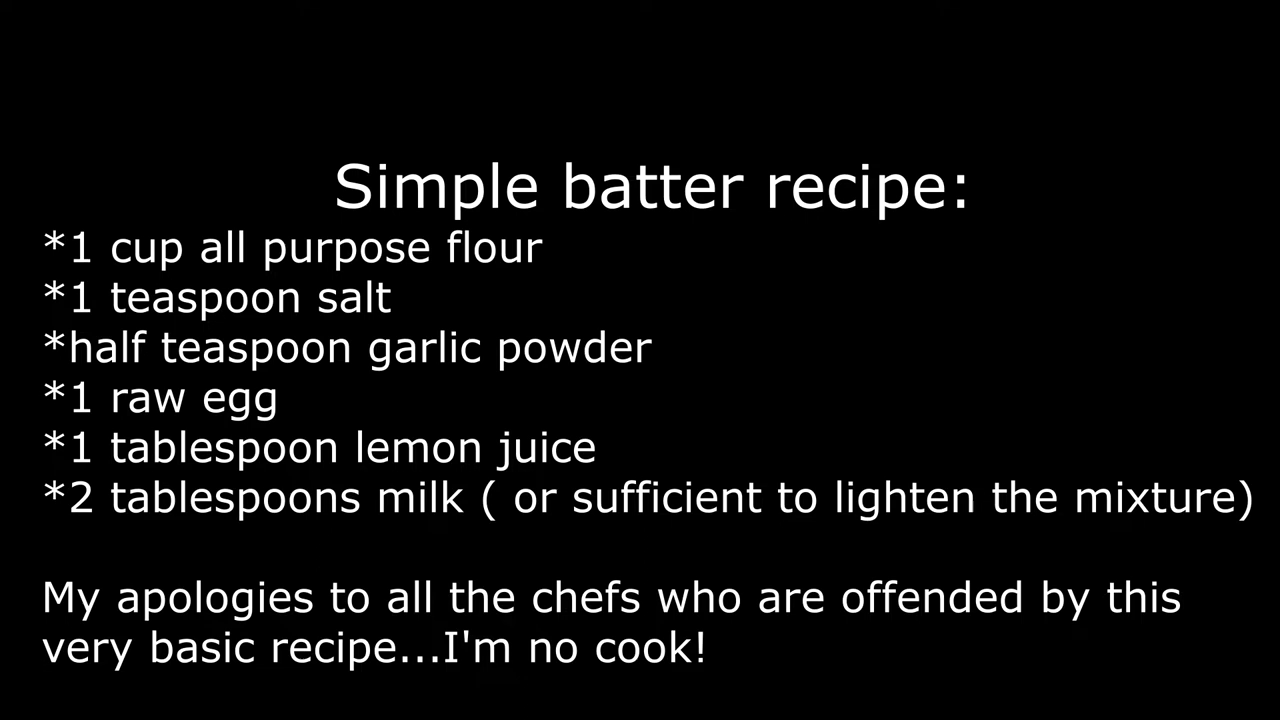 Simple batter recipe:
*1 cup all purpose flour
*1 teaspoon salt
*half teaspoon garlic powder
*1 raw egg
*1 tablespoon lemon juice
*2 tablespoons milk ( or sufficient to lighten the mixture)
My apologies to all the chefs who are offended by this
very basic recipe...I'm no cook!